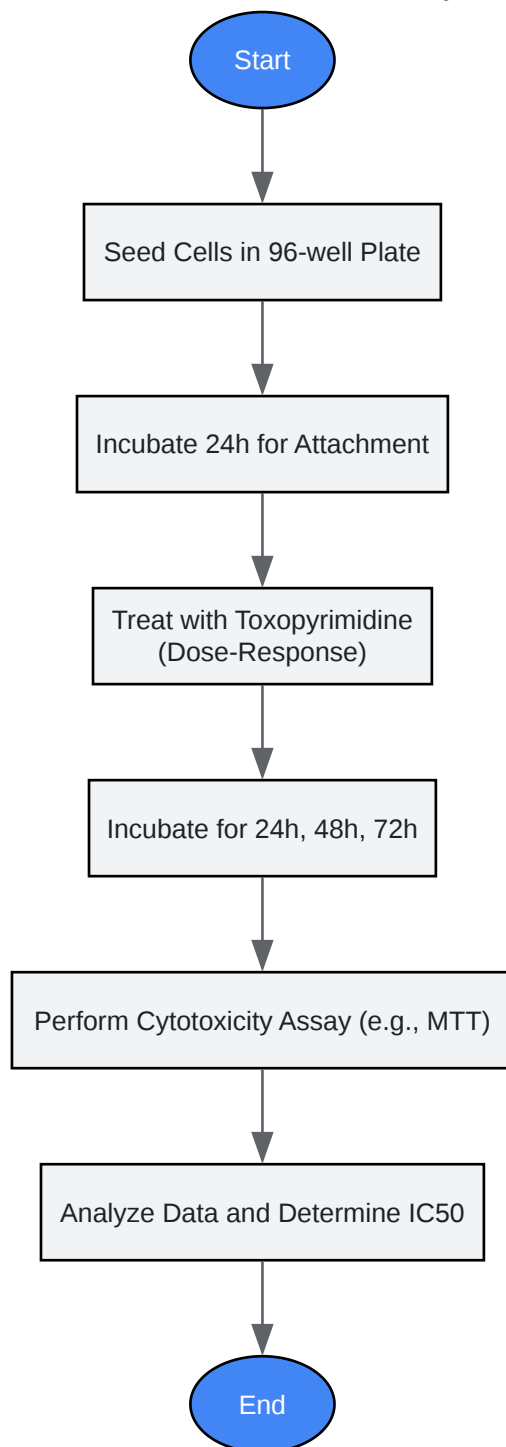 Start
Seed Cells in 96-well Plate
Incubate 24h for Attachment
Treat with Toxopyrimidine
(Dose-Response)
Incubate for 24h, 48h, 72h
Perform Cytotoxicity Assay (e.g., MTT)
Analyze Data and Determine IC50
End